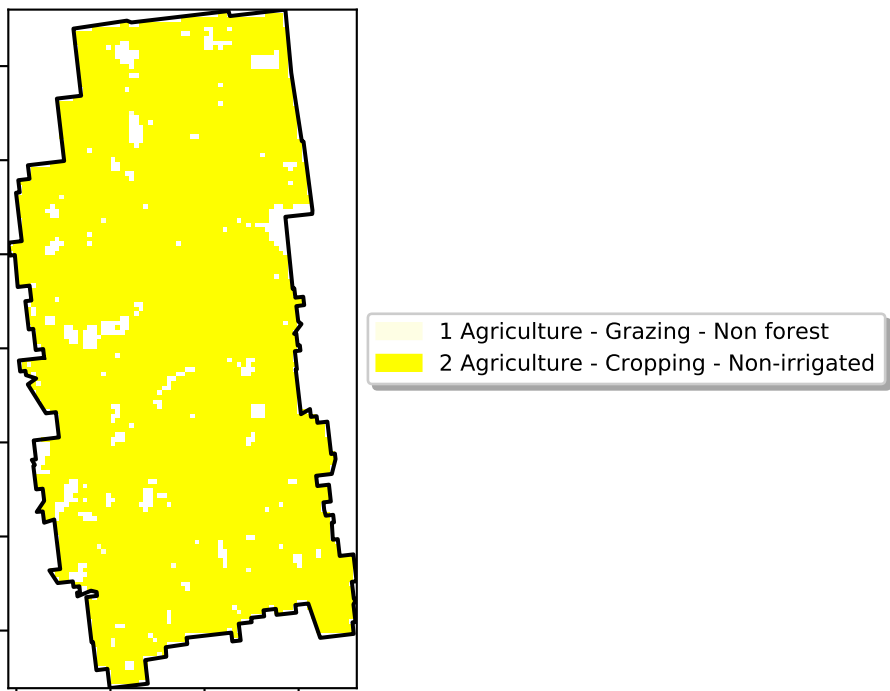 1 Agriculture - Grazing - Non forest
2 Agriculture - Cropping - Non-irrigated